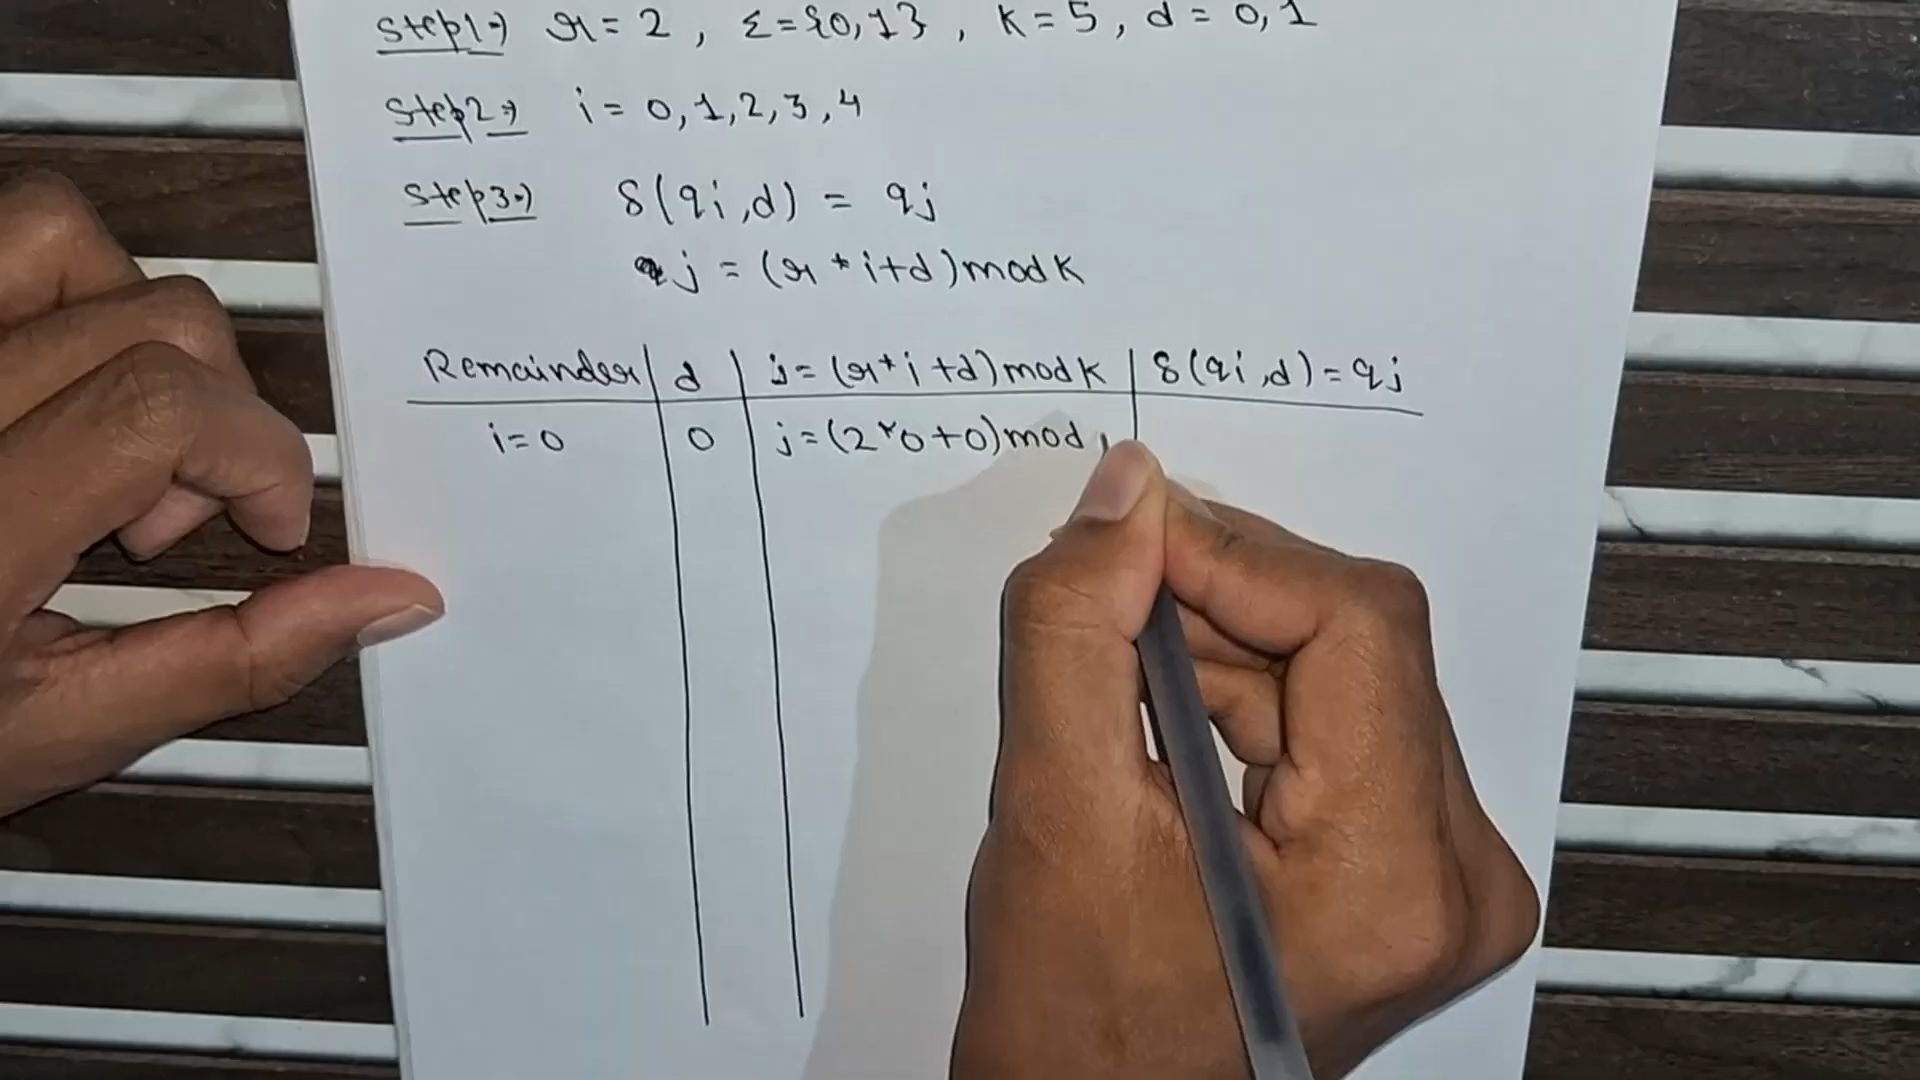 Step1:) r = 2 , Σ = {0,1} , K = 5 , d = 0, 1
Step2:) i = 0, 1, 2, 3, 4
Step3:) δ(qi, d) = qj
j = (r * i + d) mod K
Remainder | d | j = (r * i + d) mod K | δ(qi, d) = qj
i = 0 | 0 | j = (2 * 0 + 0) mod